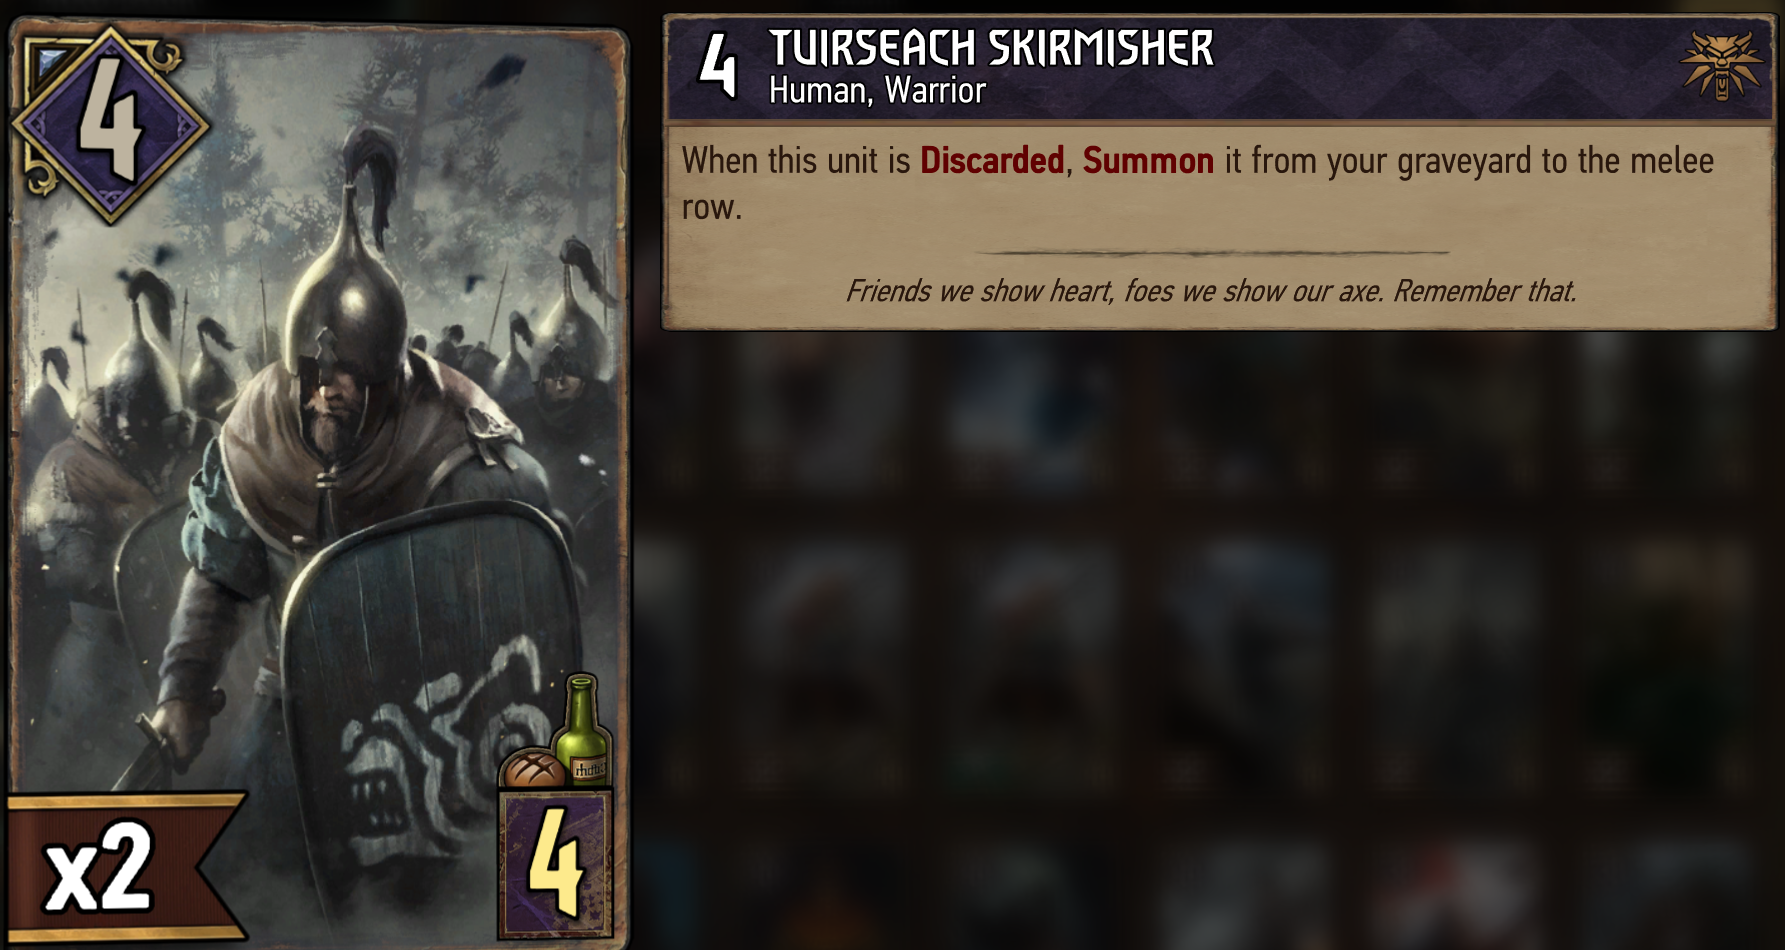 4
x2
4
4
TUIRSEACH SKIRMISHER
Human, Warrior
When this unit is Discarded, Summon it from your graveyard to the melee
row.
Friends we show heart, foes we show our axe. Remember that.